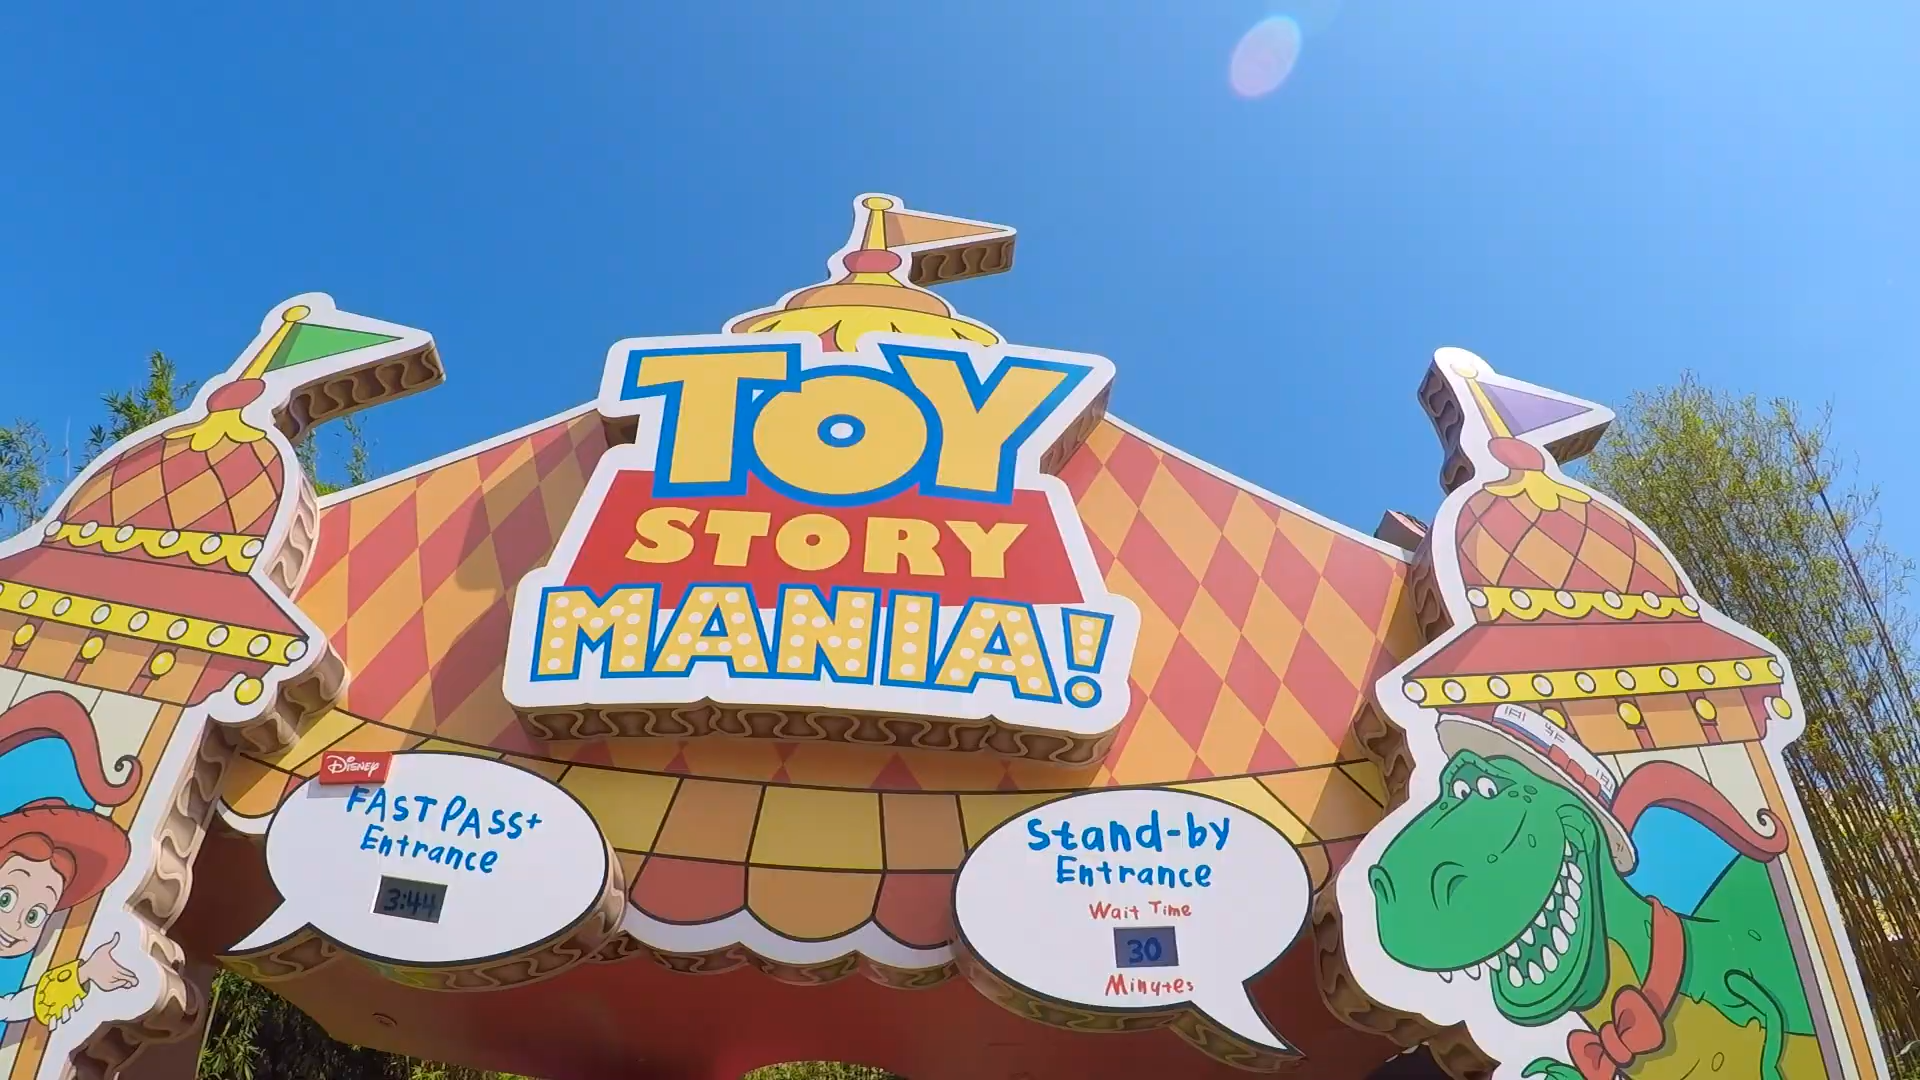 TOY
STORY
MANIA!
DISNEY
FASTPASS+
Entrance
3:44
Stand-by
Entrance
Wait Time
30
Minutes